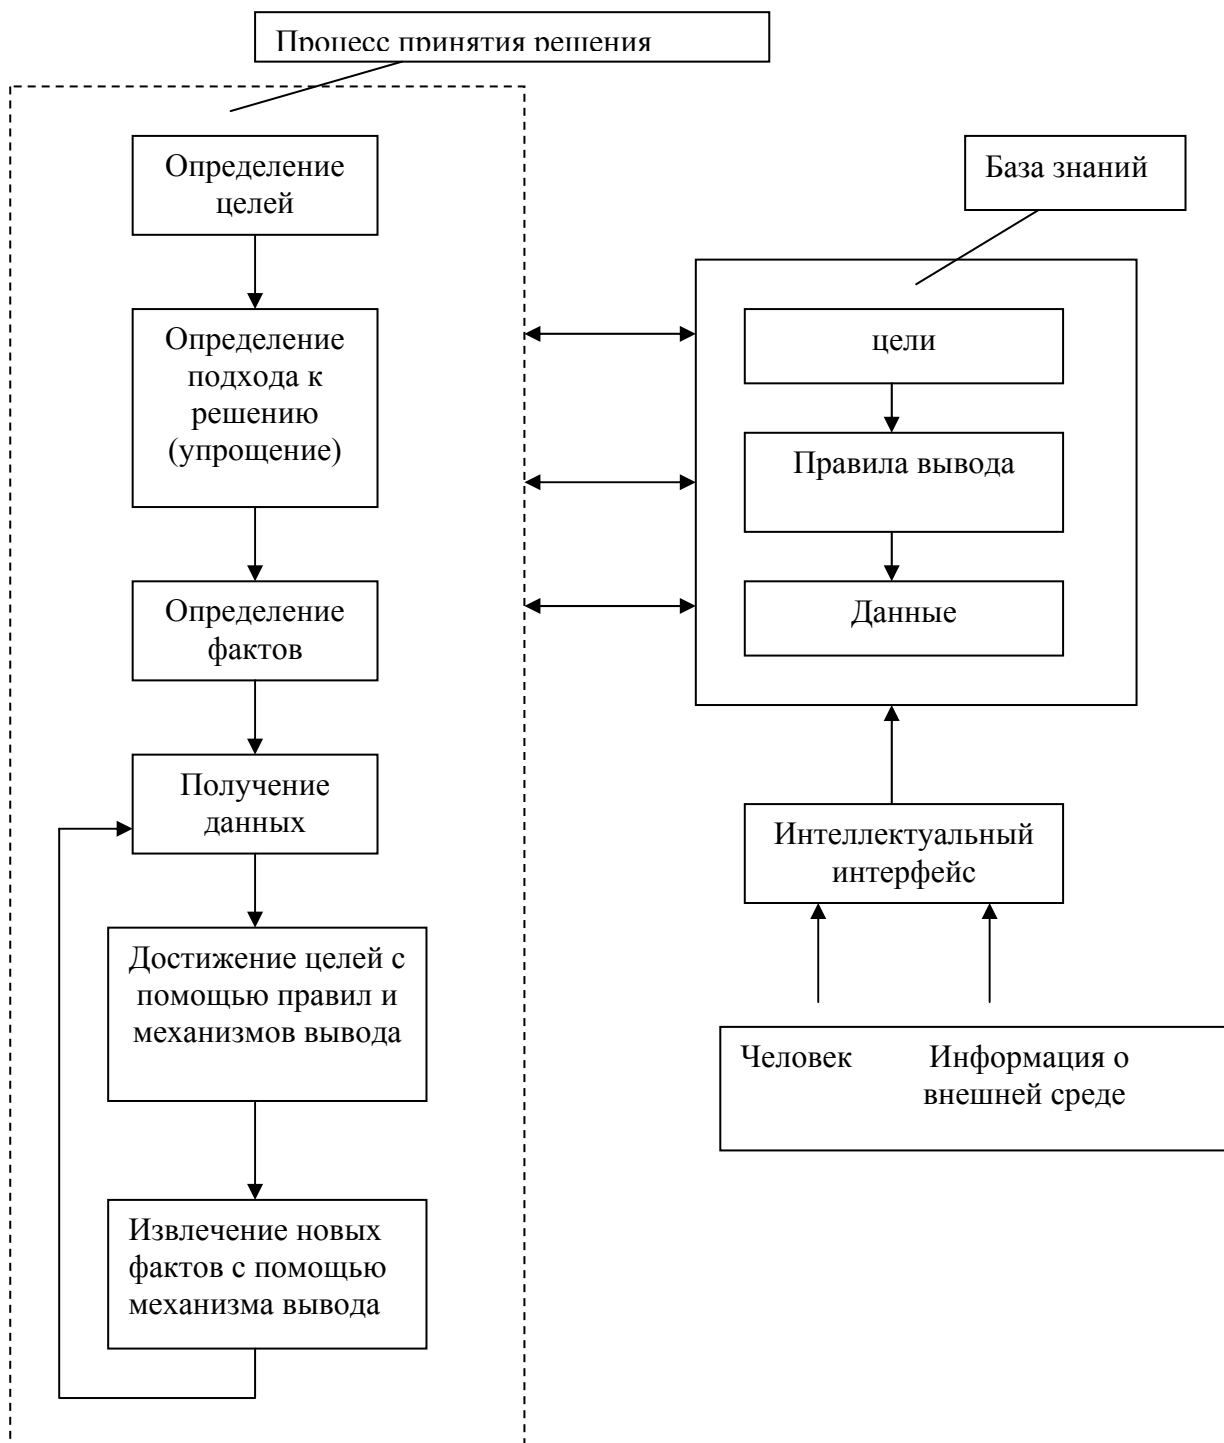 Процесс принятия решения
Определение
целей
Определение
подхода к
решению
(упрощение)
Определение
фактов
Получение
данных
Достижение целей с
помощью правил и
механизмов вывода
Извлечение новых
фактов с помощью
механизма вывода
База знаний
цели
Правила вывода
Данные
Интеллектуальный
интерфейс
Человек Информация о
внешней среде